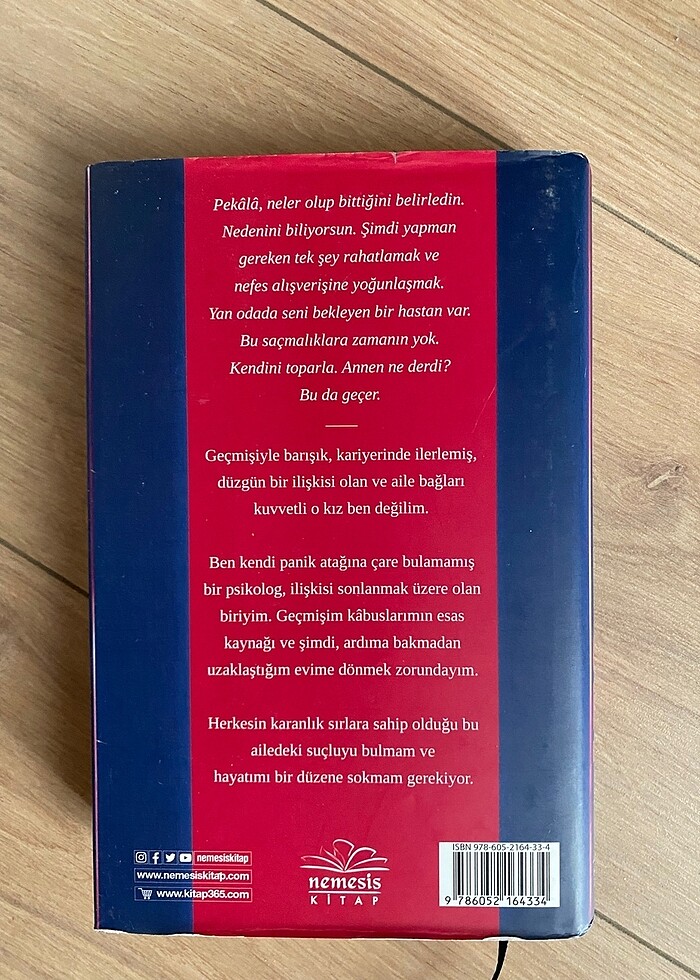 Pekâlâ, neler olup bittiğini belirledin.
Nedenini biliyorsun. Şimdi yapman
gereken tek şey rahatlamak ve
nefes alışverişine yoğunlaşmak.
Yan odada seni bekleyen bir hastan var.
Bu saçmalıklara zamanın yok.
Kendini toparla. Annen ne derdi?
Bu da geçer.
Geçmişiyle barışık, kariyerinde ilerlemiş,
düzgün bir ilişkisi olan ve aile bağları
kuvvetli o kız ben değilim.
Ben kendi panik atağına çare bulamamış
bir psikolog, ilişkisi sonlanmak üzere olan
biriyim. Geçmişim kâbuslarımın esas
kaynağı ve şimdi, ardıma bakmadan
uzaklaştığım evime dönmek zorundayım.
Herkesin karanlık sırlara sahip olduğu bu
ailedeki suçluyu bulmam ve
hayatımı bir düzene sokmam gerekiyor.
nemesiskitap
www.nemesiskitap.com
www.kitap365.com
nemesis
KİTAP
ISBN 978-605-2164-33-4
9 786052 164334